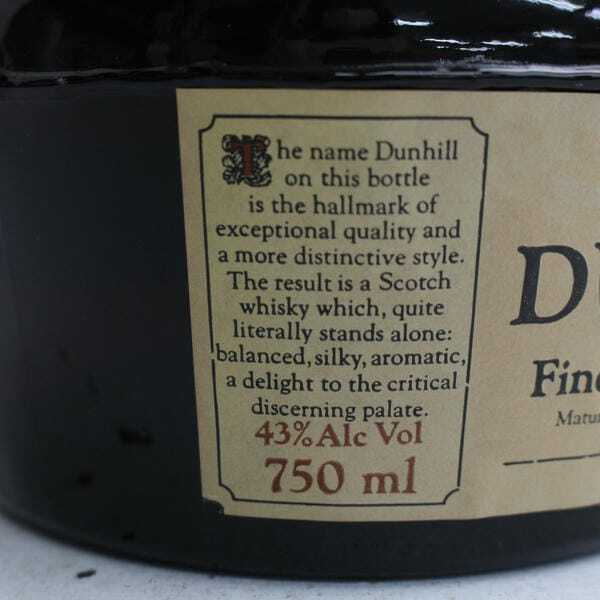 The name Dunhill
on this bottle
is the hallmark of
exceptional quality and
a more distinctive style.
The result is a Scotch
whisky which, quite
literally stands alone:
balanced, silky, aromatic,
a delight to the critical
discerning palate.
43% Alc Vol
750 ml